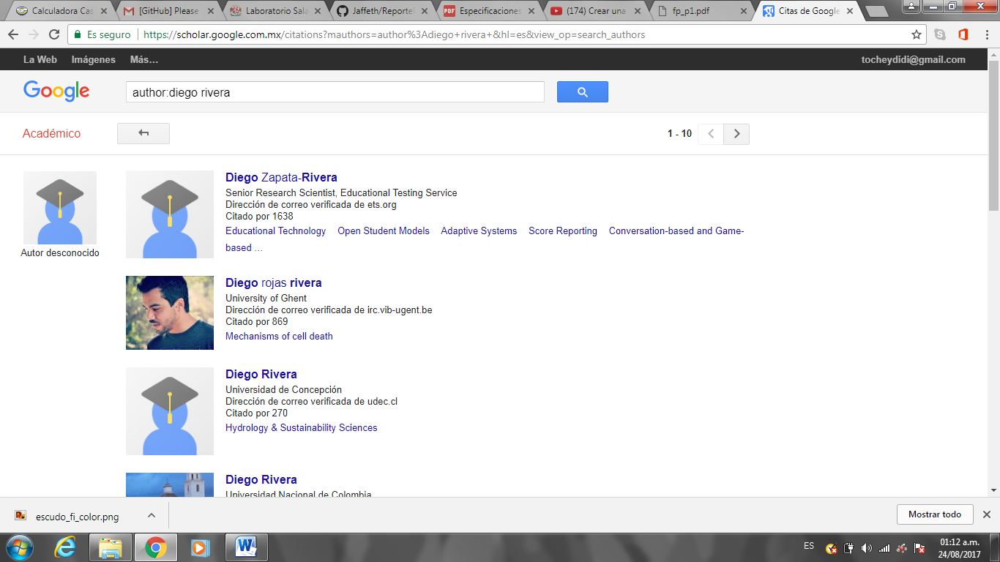 Calculadora Cas
[GitHub] Please
Laboratorio Sala
Jaffeth/Reporte
Especificaciones
(174) Crear una
fp_p1.pdf
Citas de Google
Es seguro
https://scholar.google.com.mx/citations?mauthors=author%3Adiego+rivera+&hl=es&view_op=search_authors
La Web Imágenes Más…
tocheydidi@gmail.com
Google
author:diego rivera
Académico
1 - 10
Autor desconocido
Diego Zapata-Rivera
Senior Research Scientist, Educational Testing Service
Dirección de correo verificada de ets.org
Citado por 1638
Educational Technology Open Student Models Adaptive Systems Score Reporting Conversation-based and Game-
based …
Diego rojas rivera
University of Ghent
Dirección de correo verificada de irc.vib-ugent.be
Citado por 869
Mechanisms of cell death
Diego Rivera
Universidad de Concepción
Dirección de correo verificada de udec.cl
Citado por 270
Hydrology & Sustainability Sciences
Diego Rivera
Universidad Nacional de Colombia
escudo_fi_color.png
Mostrar todo
ES
01:12 a.m.
24/08/2017